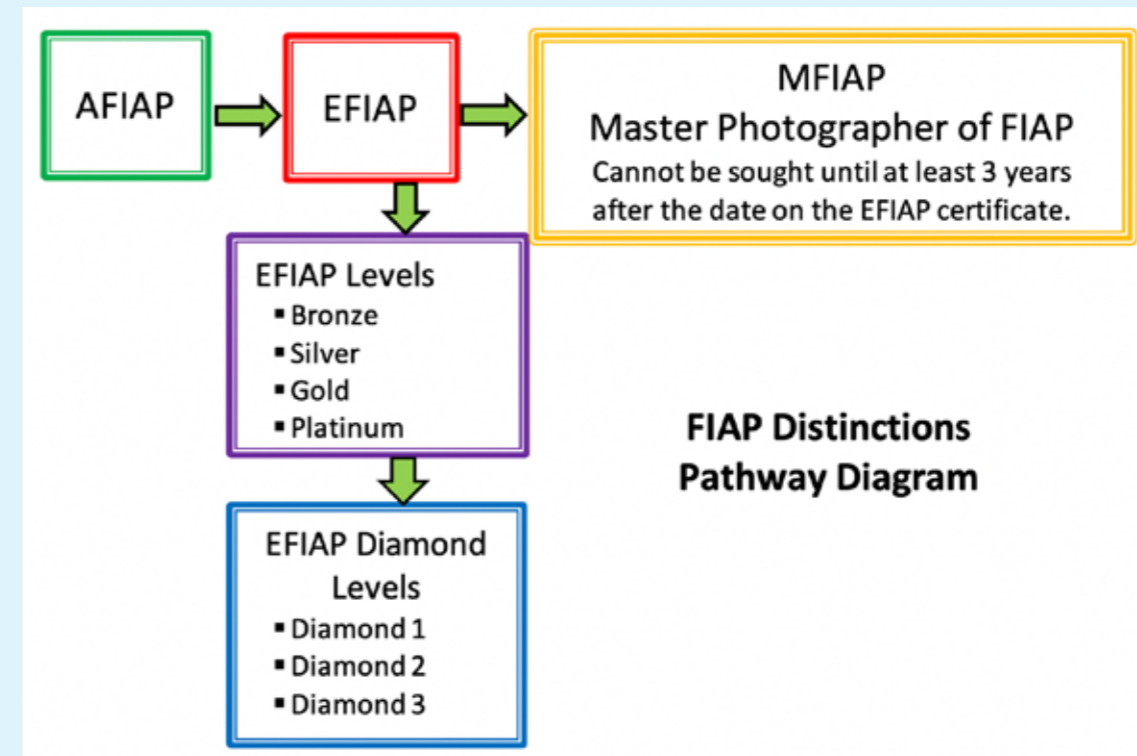 AFIAP
EFIAP
MFIAP
Master Photographer of FIAP
Cannot be sought until at least 3 years
after the date on the EFIAP certificate.
EFIAP Levels
▪ Bronze
▪ Silver
▪ Gold
▪ Platinum
FIAP Distinctions
Pathway Diagram
EFIAP Diamond
Levels
▪ Diamond 1
▪ Diamond 2
▪ Diamond 3